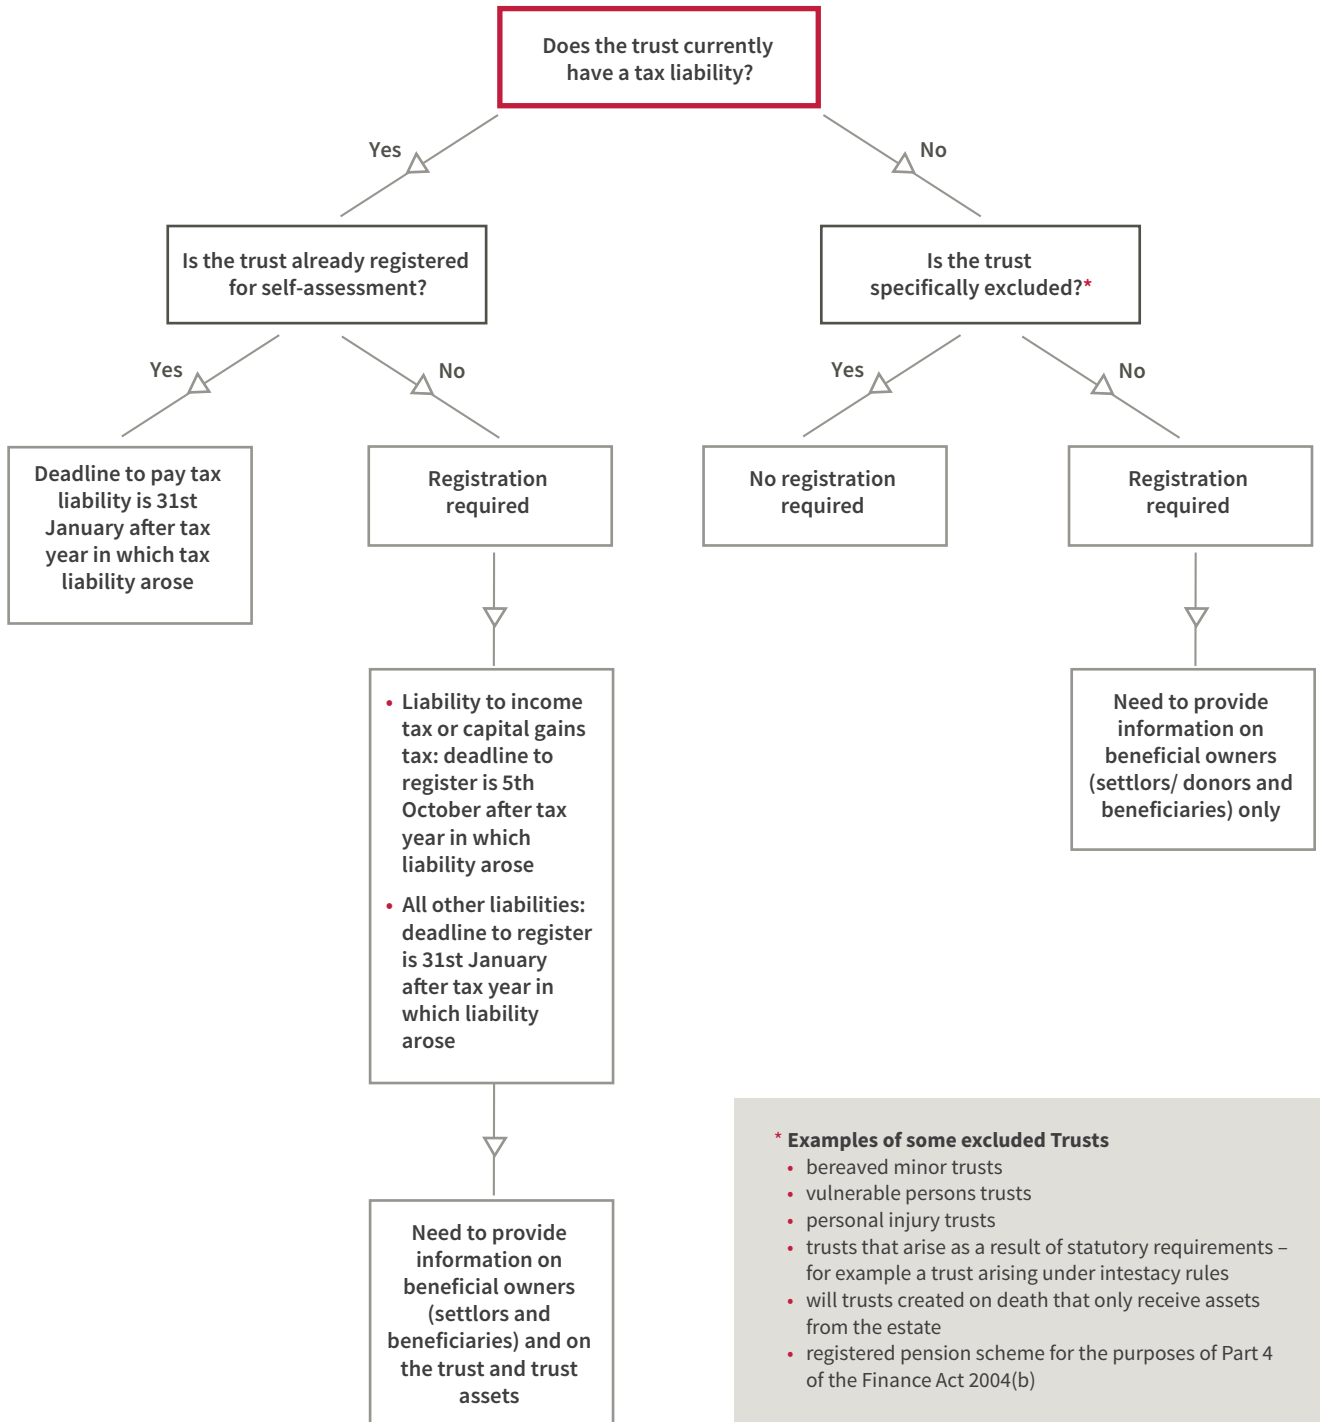 Does the trust currently
have a tax liability?
Yes
No
Is the trust already registered
for self-assessment?
Is the trust
specifically excluded?*
Yes
No
Yes
No
Deadline to pay tax
liability is 31st
January after tax
year in which tax
liability arose
Registration
required
No registration
required
Registration
required
• Liability to income
tax or capital gains
tax: deadline to
register is 5th
October after tax
year in which
liability arose
• All other liabilities:
deadline to register
is 31st January
after tax year in
which liability
arose
Need to provide
information on
beneficial owners
(settlors/ donors and
beneficiaries) only
Need to provide
information on
beneficial owners
(settlors and
beneficiaries) and on
the trust and trust
assets
* Examples of some excluded Trusts
• bereaved minor trusts
• vulnerable persons trusts
• personal injury trusts
• trusts that arise as a result of statutory requirements –
for example a trust arising under intestacy rules
• will trusts created on death that only receive assets
from the estate
• registered pension scheme for the purposes of Part 4
of the Finance Act 2004(b)